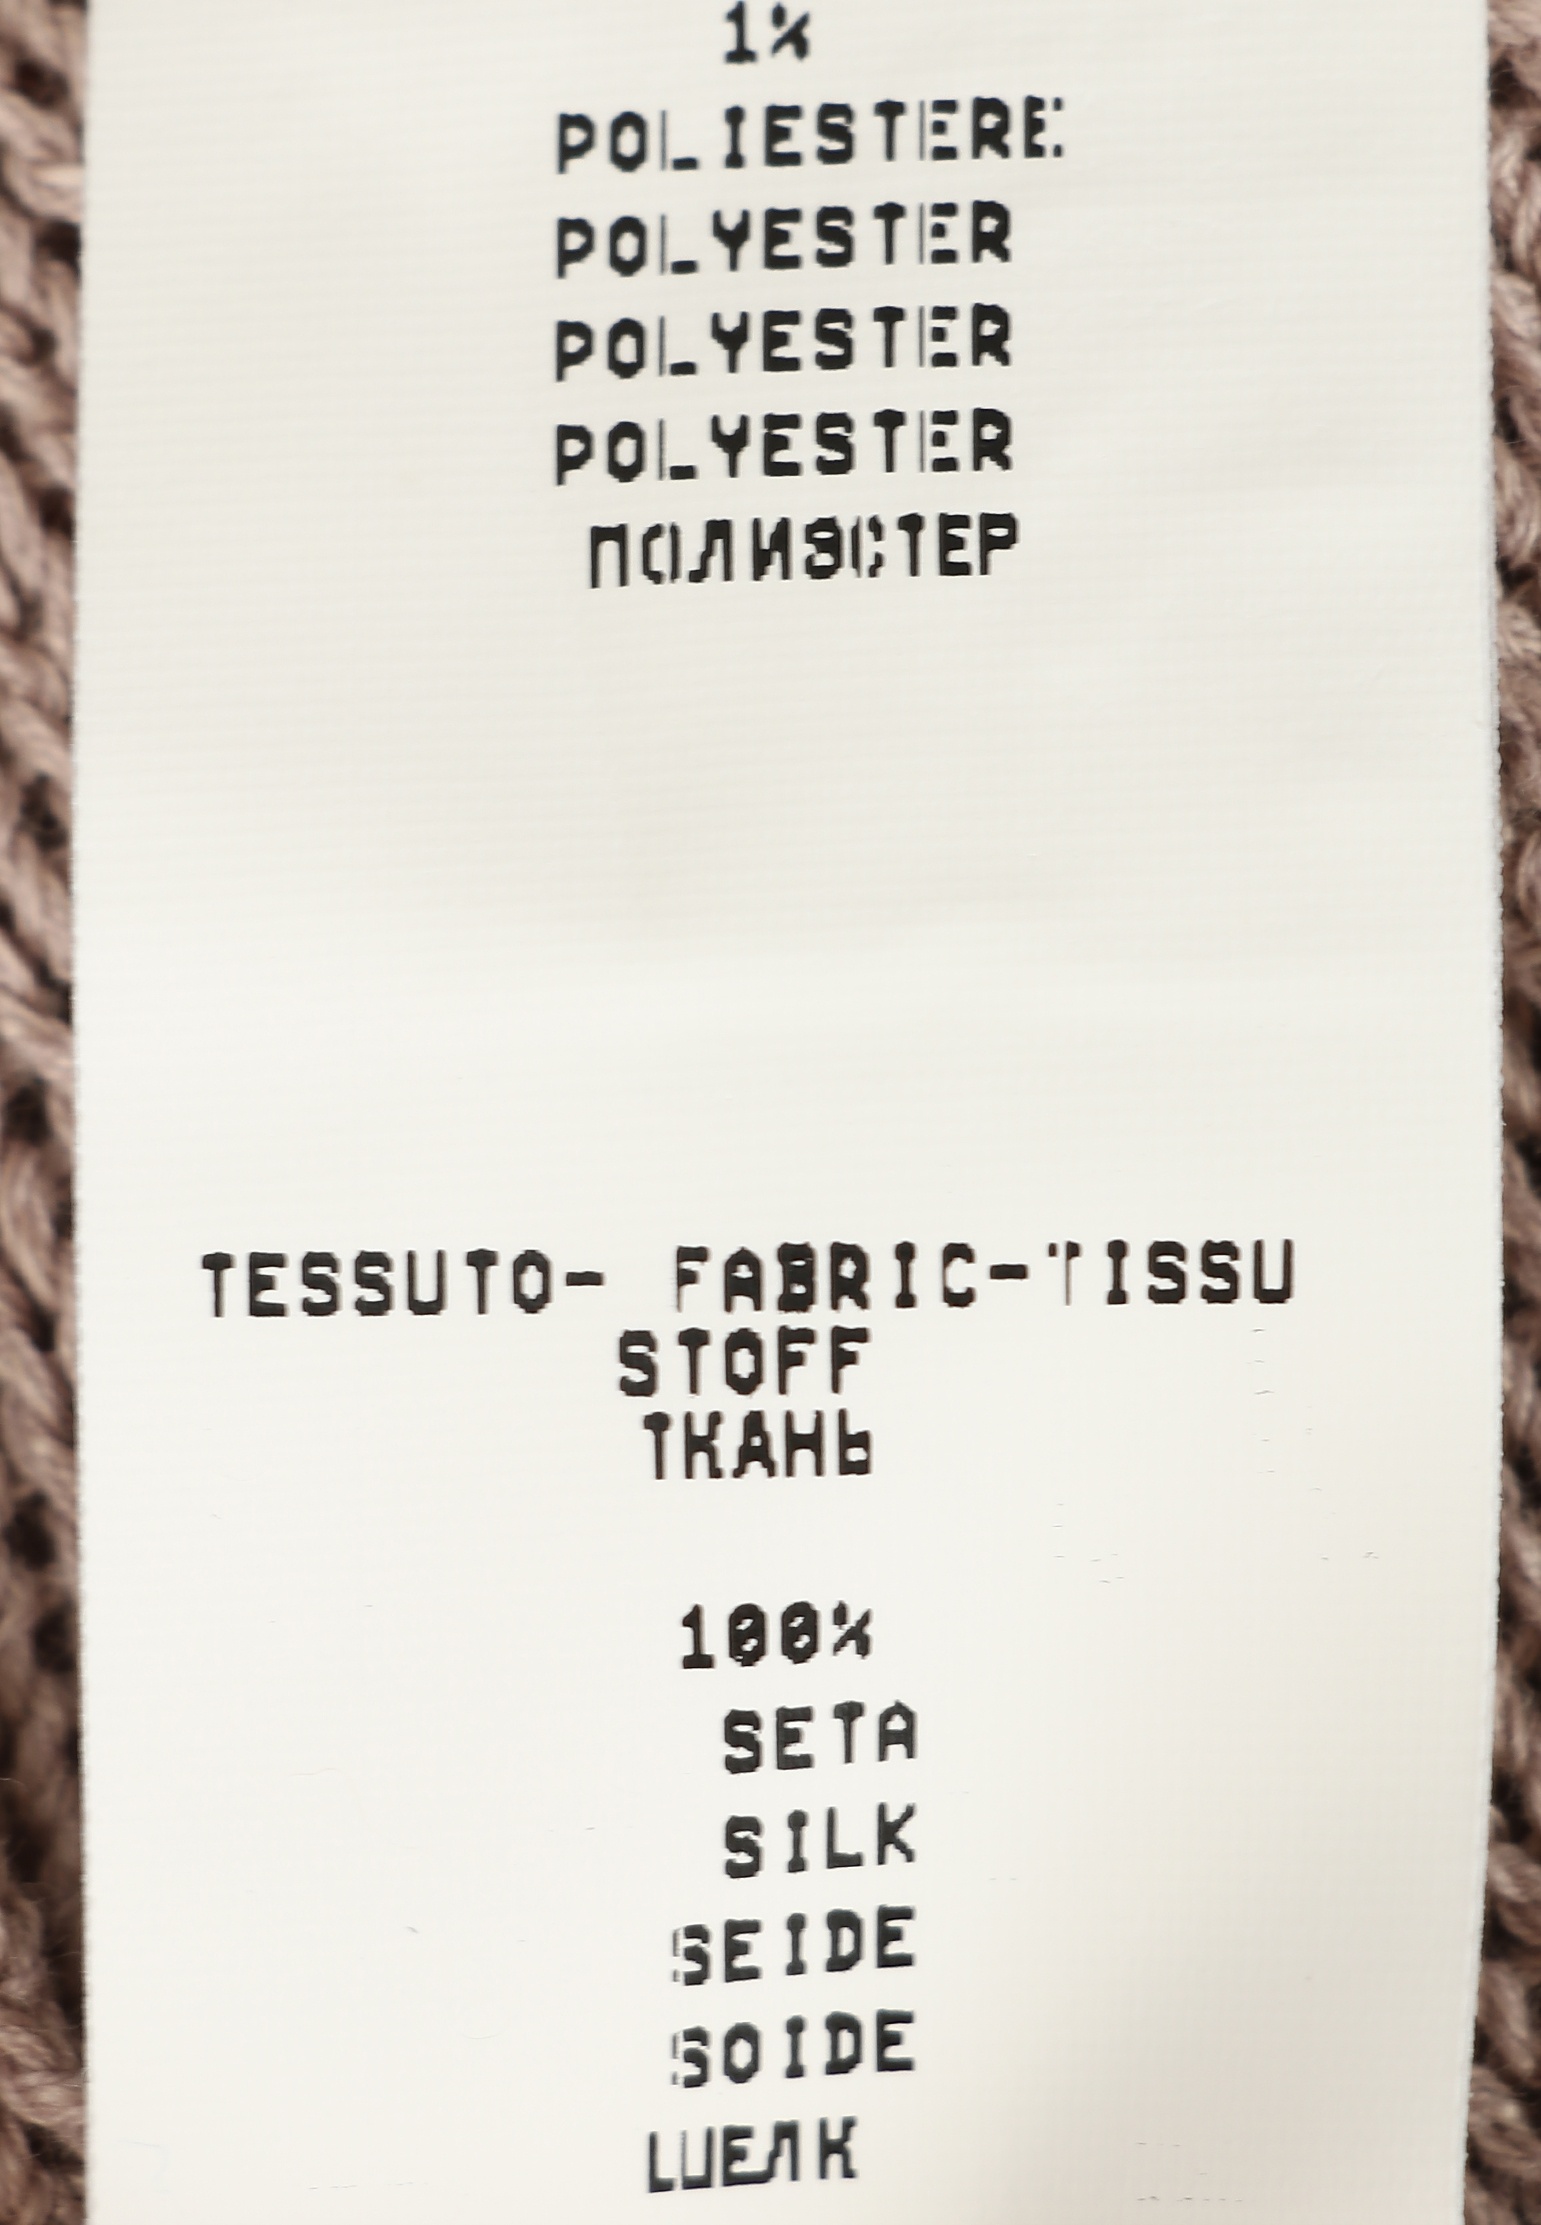 1%
POLIESTERE
POLYESTER
POLYESTER
POLYESTER
ПОЛИЭСТЕР
TESSUTO- FABRIC-TISSU
STOFF
ТКАНЬ
100%
SETA
SILK
SEIDE
SOIDE
ШЕЛК